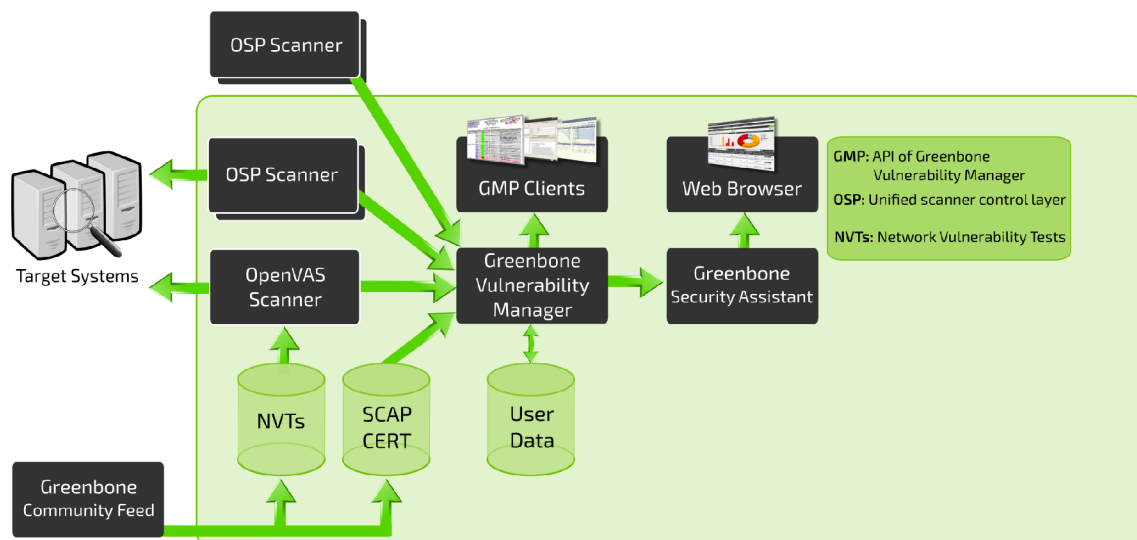 OSP Scanner
OSP Scanner
GMP Clients
Web Browser
GMP: API of Greenbone
Vulnerability Manager
OSP: Unified scanner control layer
NVTs: Network Vulnerability Tests
Target Systems
OpenVAS
Scanner
Greenbone
Vulnerability
Manager
Greenbone
Security Assistant
NVTs
SCAP
CERT
User
Data
Greenbone
Community Feed